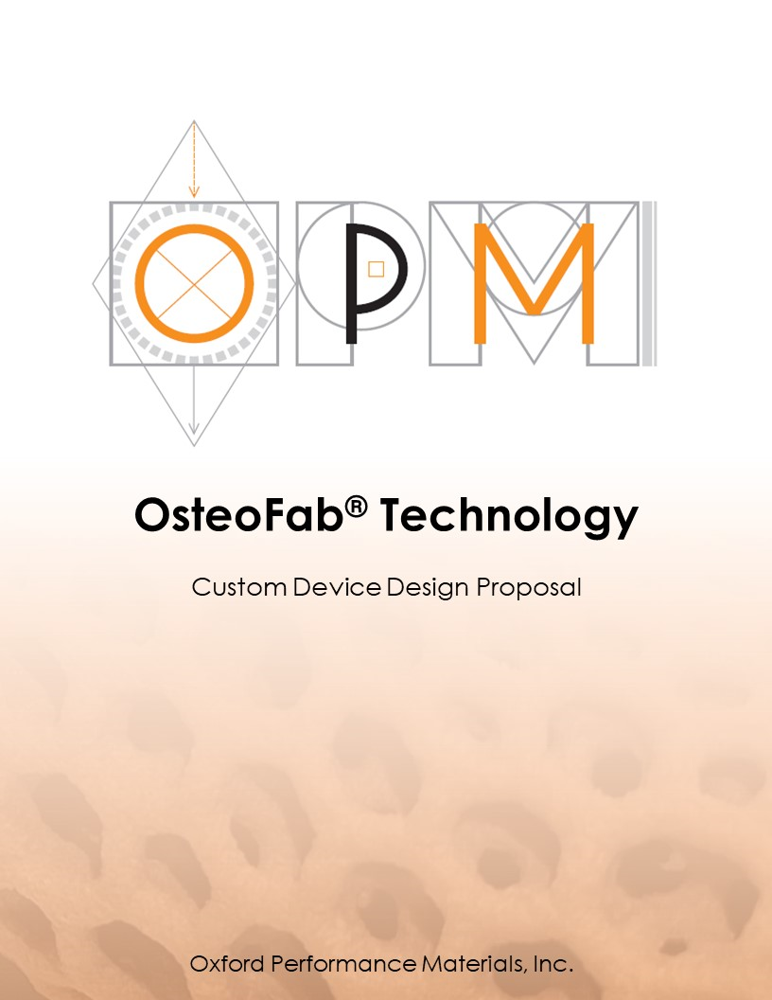 OPM
OsteoFab® Technology
Custom Device Design Proposal
Oxford Performance Materials, Inc.